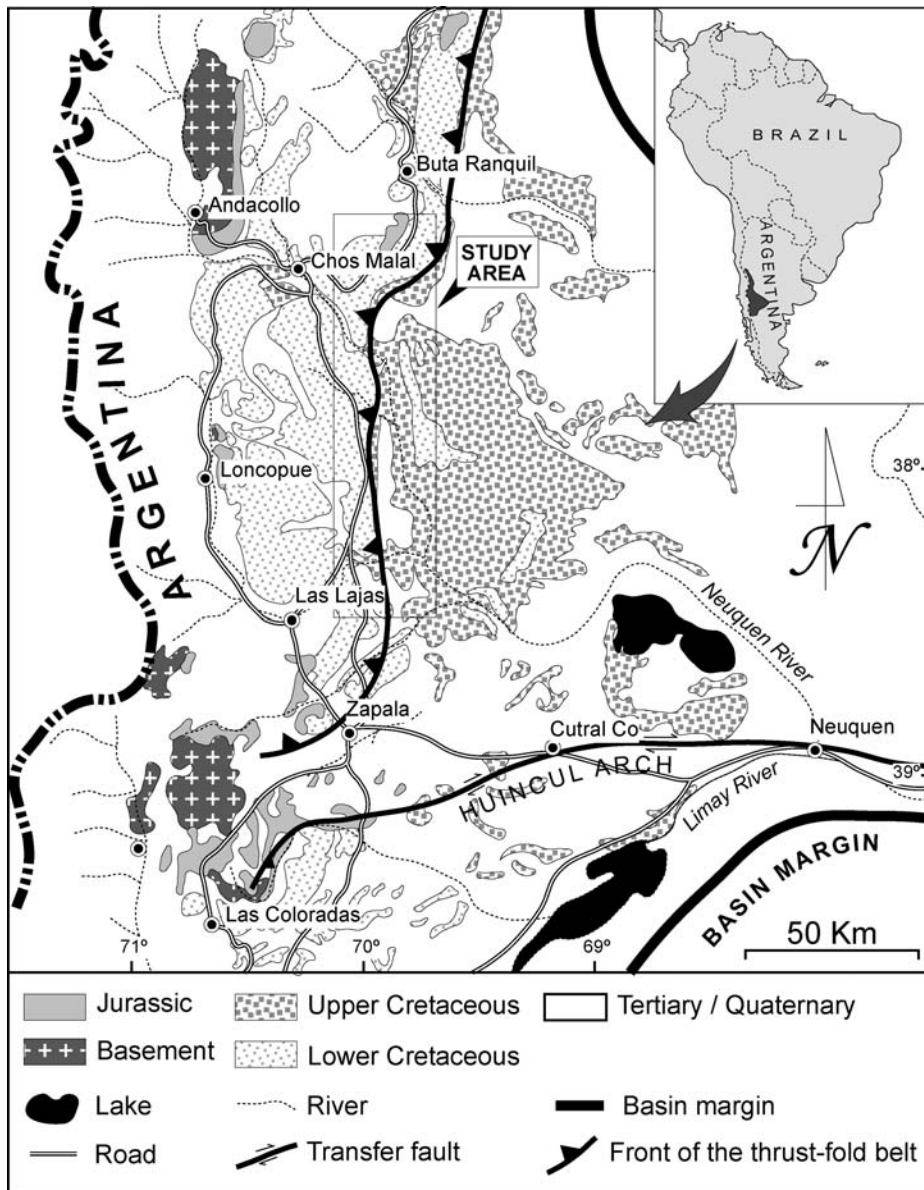 BRAZIL
ARGENTINA
Buta Ranquil
Andacollo
STUDY
AREA
Chos Malal
ARGENTINA
38º
Loncopue
N
Las Lajas
Neuquen River
Zapala
Cutral Co
Neuquen
HUINCUL ARCH
39º
Limay River
BASIN MARGIN
Las Coloradas
71º
70º
69º
50 Km
Jurassic
Upper Cretaceous
Tertiary / Quaternary
Basement
Lower Cretaceous
Lake
River
Basin margin
Road
Transfer fault
Front of the thrust-fold belt